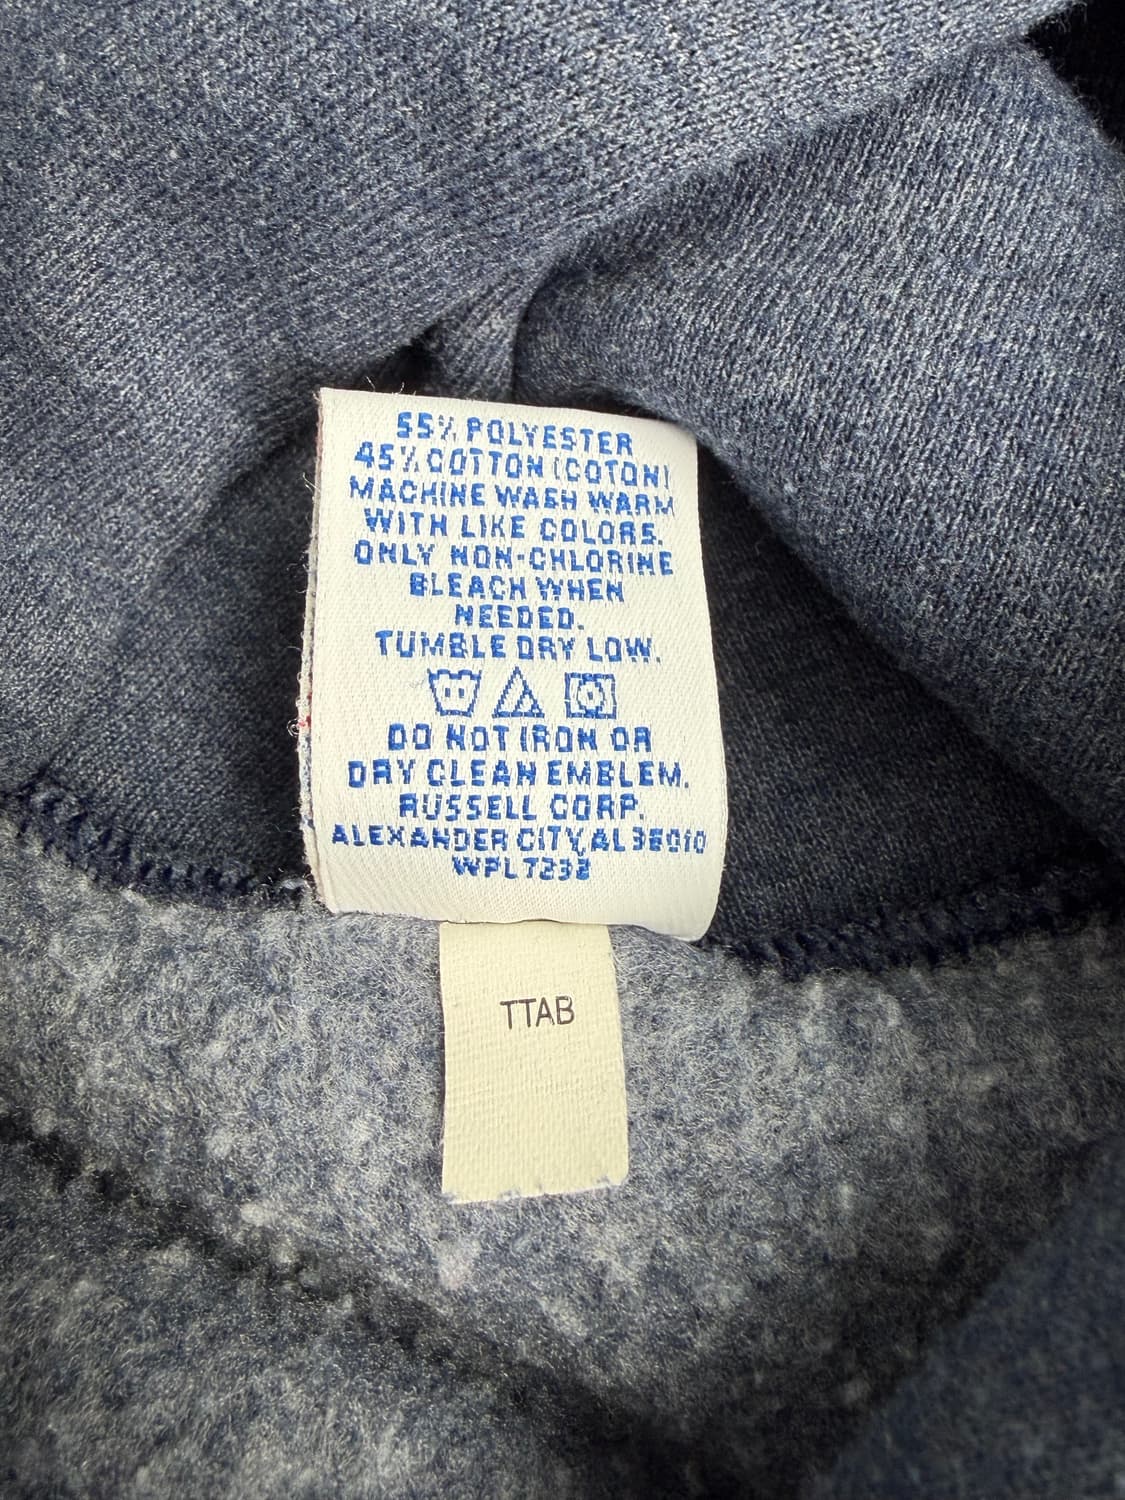 55% POLYESTER
45% COTTON (COTON)
MACHINE WASH WARM
WITH LIKE COLORS.
ONLY NON-CHLORINE
BLEACH WHEN
NEEDED.
TUMBLE DRY LOW.
DO NOT IRON OR
DRY CLEAN EMBLEM.
RUSSELL CORP.
ALEXANDER CITY, AL 35010
WPL 7232
TTAB